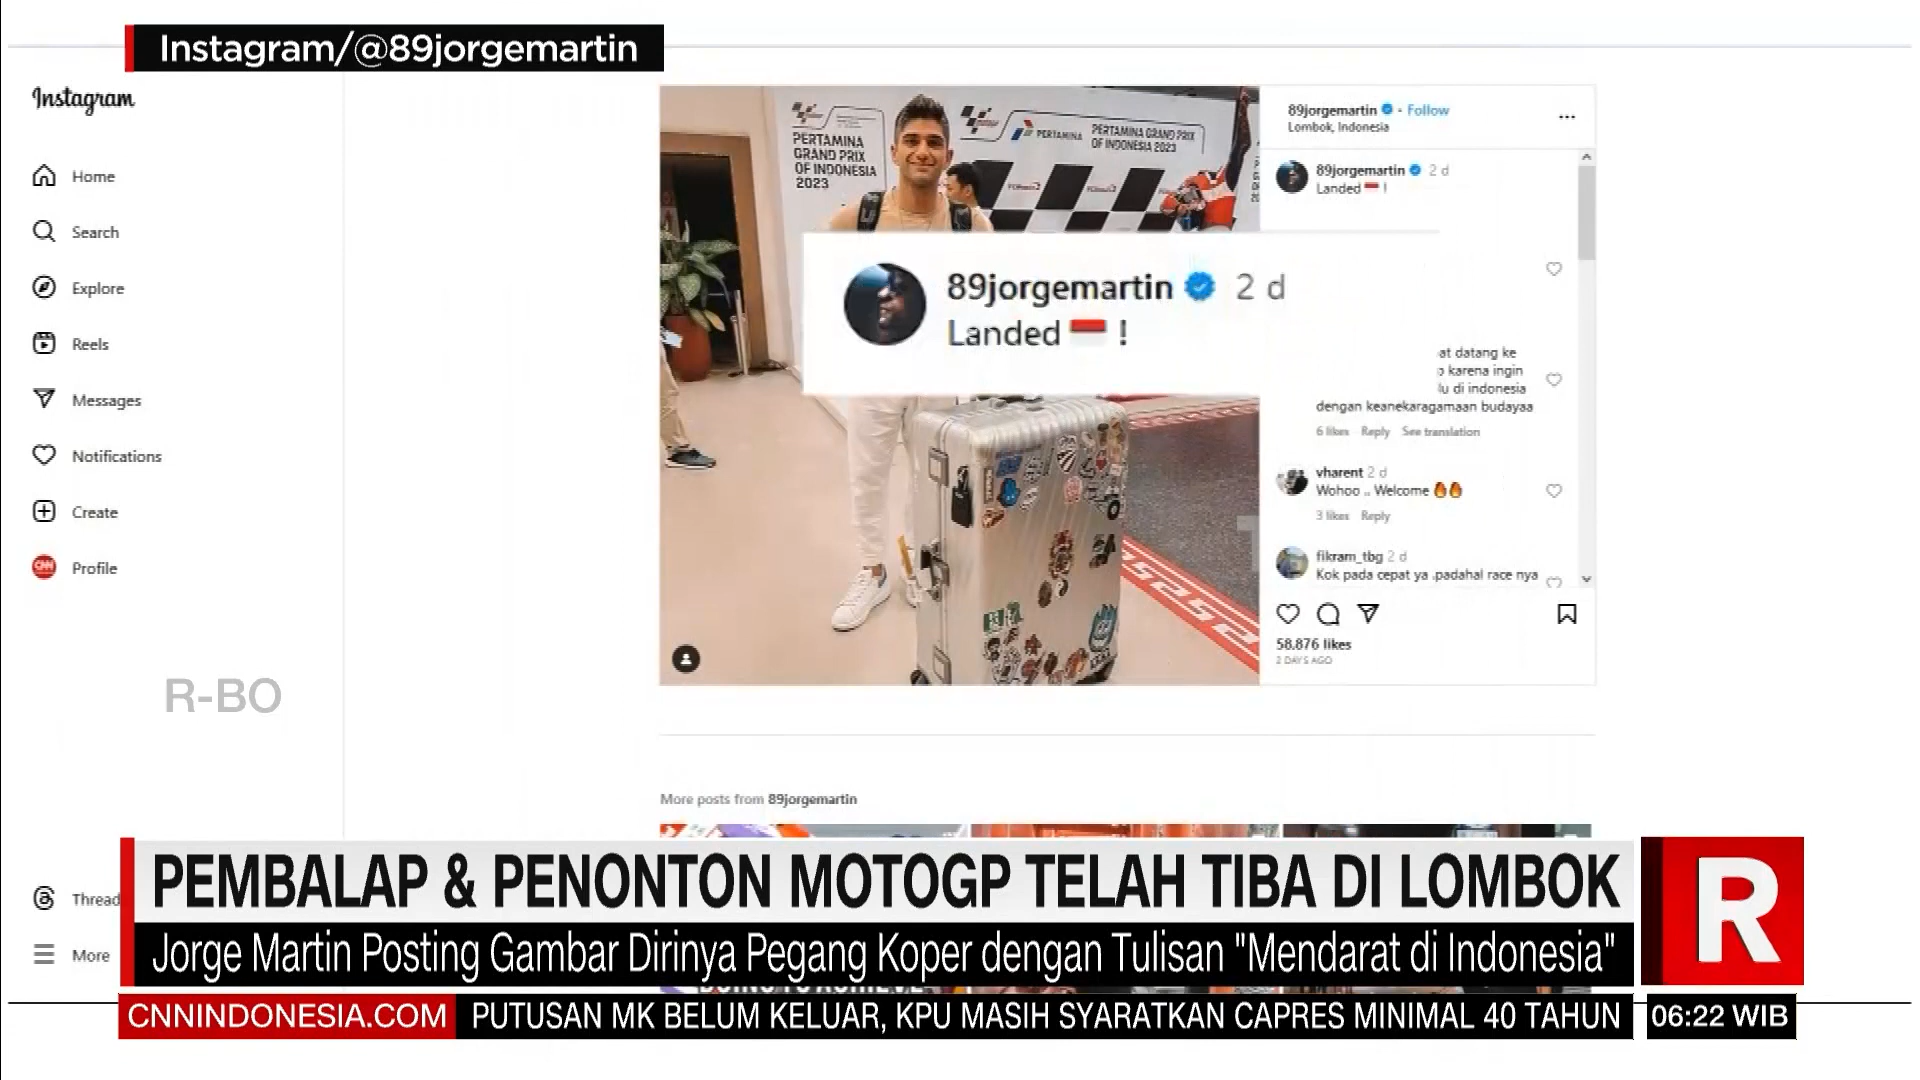 Instagram/@89jorgemartin
Instagram
Home
Search
Explore
Reels
Messages
Notifications
Create
Profile
R-BO
Thread
More
PERTAMINA
GRAND PRIX
OF INDONESIA
2023
PERTAMINA
PERTAMINA GRAND PRIX
OF INDONESIA 2023
89jorgemartin • Follow
Lombok, Indonesia
89jorgemartin 2 d
Landed 🇮🇩 !
89jorgemartin 2 d
Landed 🇮🇩 !
at datang ke
karena ingin
lu di indonesia
dengan keanekaragamaan budayaa
6 likes Reply See translation
vharent 2 d
Wohoo .. Welcome 🔥🔥
3 likes Reply
fikram_tbg 2 d
Kok pada cepat ya .padahal race nya
58,876 likes
2 DAYS AGO
More posts from 89jorgemartin
PEMBALAP & PENONTON MOTOGP TELAH TIBA DI LOMBOK
R
Jorge Martin Posting Gambar Dirinya Pegang Koper dengan Tulisan "Mendarat di Indonesia"
CNNINDONESIA.COM
PUTUSAN MK BELUM KELUAR, KPU MASIH SYARATKAN CAPRES MINIMAL 40 TAHUN
06:22 WIB